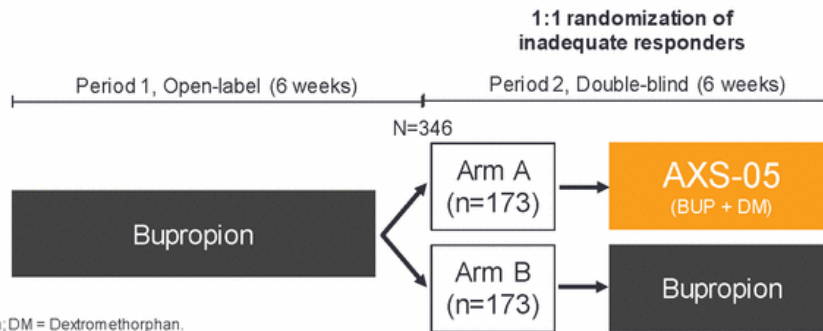 1:1 randomization of
inadequate responders
Period 1, Open-label (6 weeks)
Period 2, Double-blind (6 weeks)
N=346
Arm A
(n=173)
AXS-05
(BUP + DM)
Bupropion
Arm B
(n=173)
Bupropion
; DM = Dextromethorphan.